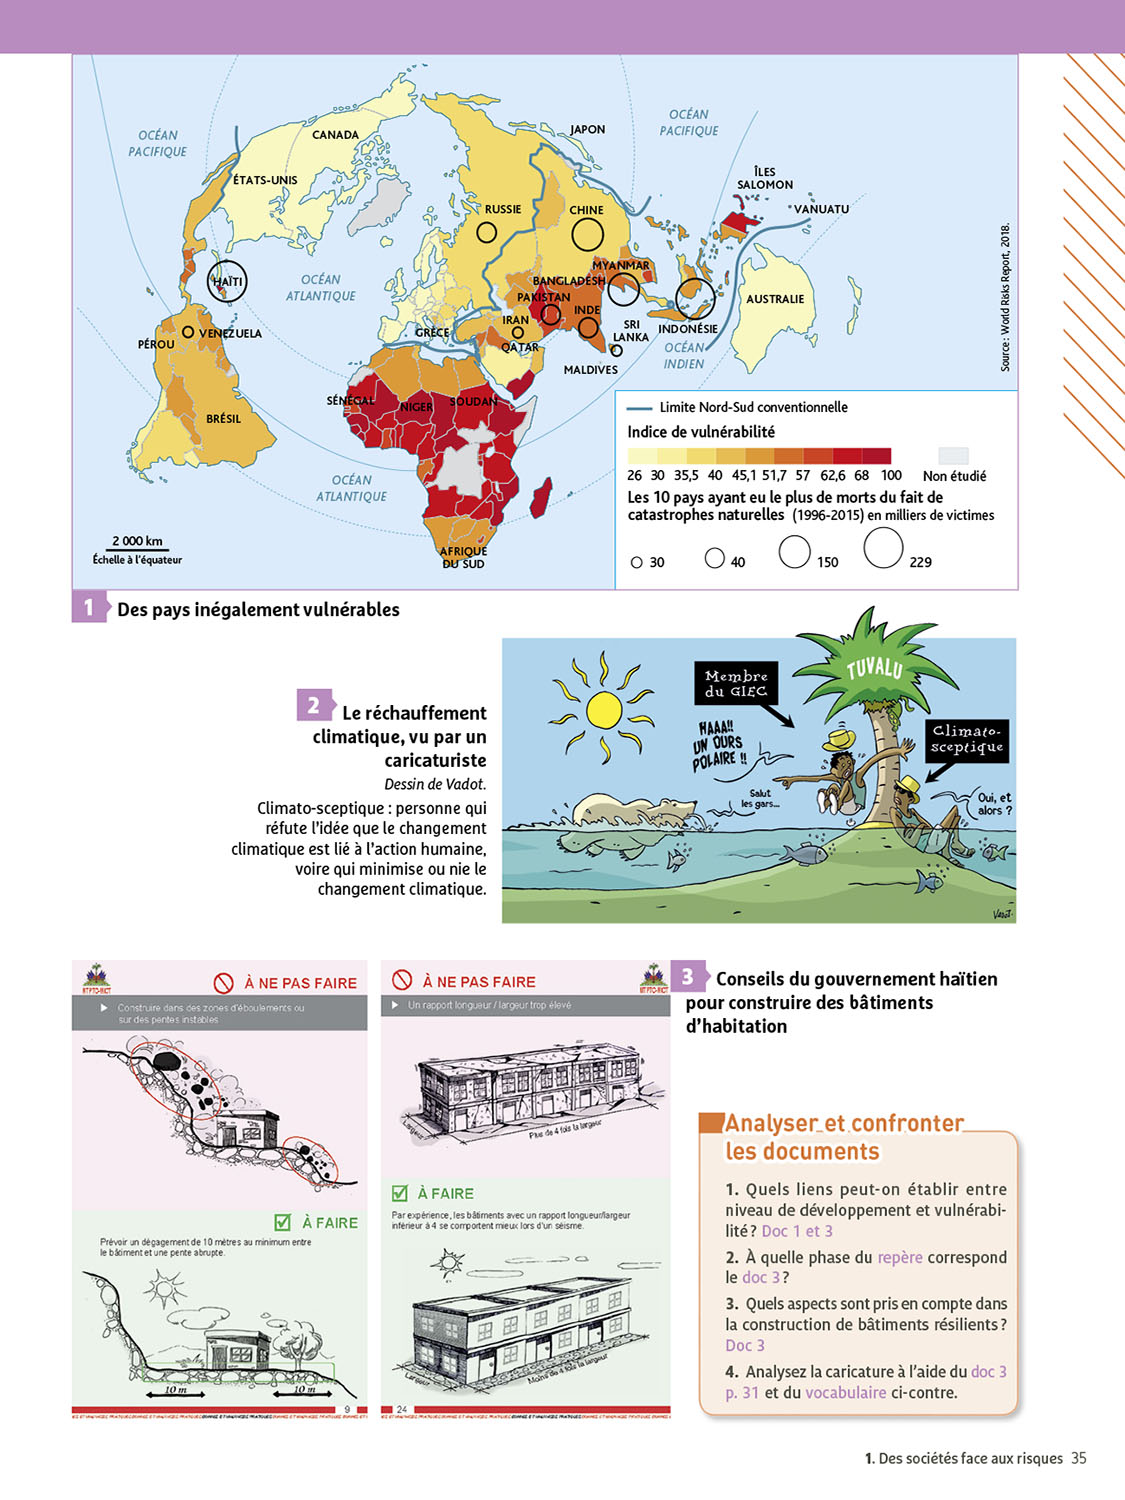 OCÉAN
PACIFIQUE
CANADA
ÉTATS-UNIS
JAPON
OCÉAN
PACIFIQUE
ÎLES
SALOMON
VANUATU
RUSSIE
CHINE
HAÏTI
OCÉAN
ATLANTIQUE
MYANMAR
BANGLADESH
PAKISTAN
INDE
IRAN
GRÈCE
QATAR
SRI
LANKA
MALDIVES
INDONÉSIE
OCÉAN
INDIEN
AUSTRALIE
VENEZUELA
PÉROU
BRÉSIL
SÉNÉGAL
NIGER
SOUDAN
OCÉAN
ATLANTIQUE
AFRIQUE
DU SUD
2 000 km
Échelle à l'équateur
Source : World Risks Report, 2018.
Limite Nord-Sud conventionnelle
Indice de vulnérabilité
26 30 35,5 40 45,1 51,7 57 62,6 68 100
Non étudié
Les 10 pays ayant eu le plus de morts du fait de
catastrophes naturelles (1996-2015) en milliers de victimes
30 40 150 229
1 Des pays inégalement vulnérables
2 Le réchauffement
climatique, vu par un
caricaturiste
Dessin de Vadot.
Climato-sceptique : personne qui
réfute l'idée que le changement
climatique est lié à l'action humaine,
voire qui minimise ou nie le
changement climatique.
TUVALU
Membre
du GIEC
HAAA!!
UN OURS
POLAIRE !!
Climato-
sceptique
Salut
les gars...
Oui, et
alors ?
Vadot.
MTPTC-MICT
À NE PAS FAIRE
Construire dans des zones d'éboulements ou
sur des pentes instables
À FAIRE
Prévoir un dégagement de 10 mètres au minimum entre
le bâtiment et une pente abrupte.
10 m
10 m
9
À NE PAS FAIRE
MTPTC-MICT
Un rapport longueur / largeur trop élevé
Largeur
Plus de 4 fois la largeur
À FAIRE
Par expérience, les bâtiments avec un rapport longueur/largeur
inférieur à 4 se comportent mieux lors d'un séisme.
Largeur
Moins de 4 fois la largeur
24
3 Conseils du gouvernement haïtien
pour construire des bâtiments
d'habitation
Analyser et confronter
les documents
1. Quels liens peut-on établir entre
niveau de développement et vulnérabi-
lité ? Doc 1 et 3
2. À quelle phase du repère correspond
le doc 3 ?
3. Quels aspects sont pris en compte dans
la construction de bâtiments résilients ?
Doc 3
4. Analysez la caricature à l'aide du doc 3
p. 31 et du vocabulaire ci-contre.
1. Des sociétés face aux risques 35